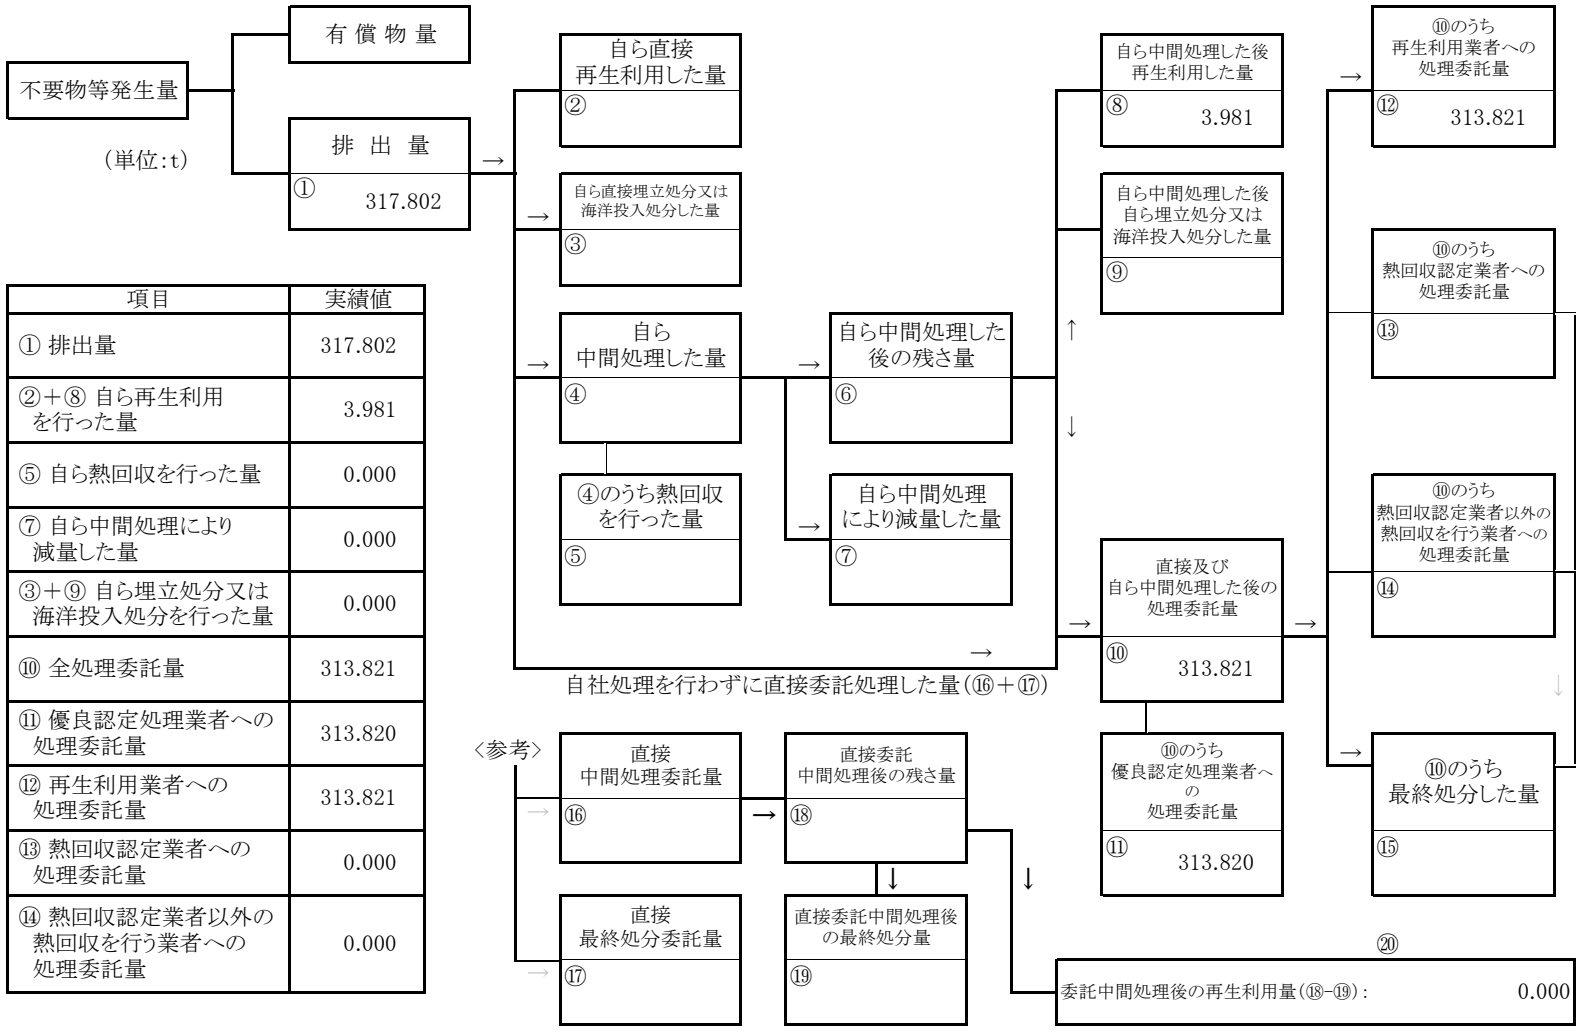 不要物等発生量
有 償 物 量
(単位:t)
排 出 量
→
①
317.802
自ら直接
再生利用した量
②
自ら直接埋立処分又は
→
海洋投入処分した量
③
自ら
→
中間処理した量
④
④のうち熱回収
を行った量
⑤
自ら中間処理した
→
後の残さ量
⑥
自ら中間処理
→
により減量した量
⑦
↑
↓
自ら中間処理した後
再生利用した量
⑧
3.981
自ら中間処理した後
自ら埋立処分又は
海洋投入処分した量
⑨
直接及び
自ら中間処理した後の
処理委託量
→
→
⑩
313.821
→
自社処理を行わずに直接委託処理した量(⑯+⑰)
⑩のうち
優良認定処理業者へ
の
処理委託量
⑪
313.820
⑩のうち
再生利用業者への
処理委託量
→
⑫
313.821
⑩のうち
熱回収認定業者への
処理委託量
⑬
⑩のうち
熱回収認定業者以外の
熱回収を行う業者への
処理委託量
⑭
↓
→
⑩のうち
最終処分した量
⑮
項目 実績値
① 排出量 317.802
②+⑧ 自ら再生利用
を行った量 3.981
⑤ 自ら熱回収を行った量 0.000
⑦ 自ら中間処理により
減量した量 0.000
③+⑨ 自ら埋立処分又は
海洋投入処分を行った量 0.000
⑩ 全処理委託量 313.821
⑪ 優良認定処理業者への
処理委託量 313.820
⑫ 再生利用業者への
処理委託量 313.821
⑬ 熱回収認定業者への
処理委託量 0.000
⑭ 熱回収認定業者以外の
熱回収を行う業者への
処理委託量 0.000
〈参考〉
直接
中間処理委託量
→ ⑯
直接
最終処分委託量
→ ⑰
直接委託
中間処理後の残さ量
→ ⑱
↓
↓
直接委託中間処理後
の最終処分量
⑲
⑳
委託中間処理後の再生利用量(⑱-⑲): 0.000